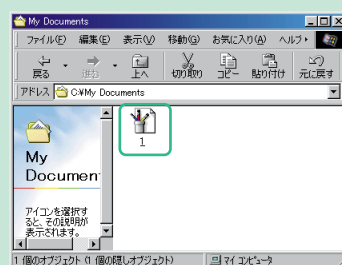 My Documents
ファイル(F) 編集(E) 表示(V) 移動(G) お気に入り(A) ヘルプ
戻る 進む 上へ 切り取り コピー 貼り付け 元に戻す
アドレス C:¥My Documents
1
My
Documen
アイコンを選択す
ると、その説明が
表示されます。
1 個のオブジェクト (1 個の隠しオブジェクト) マイ コンピュータ